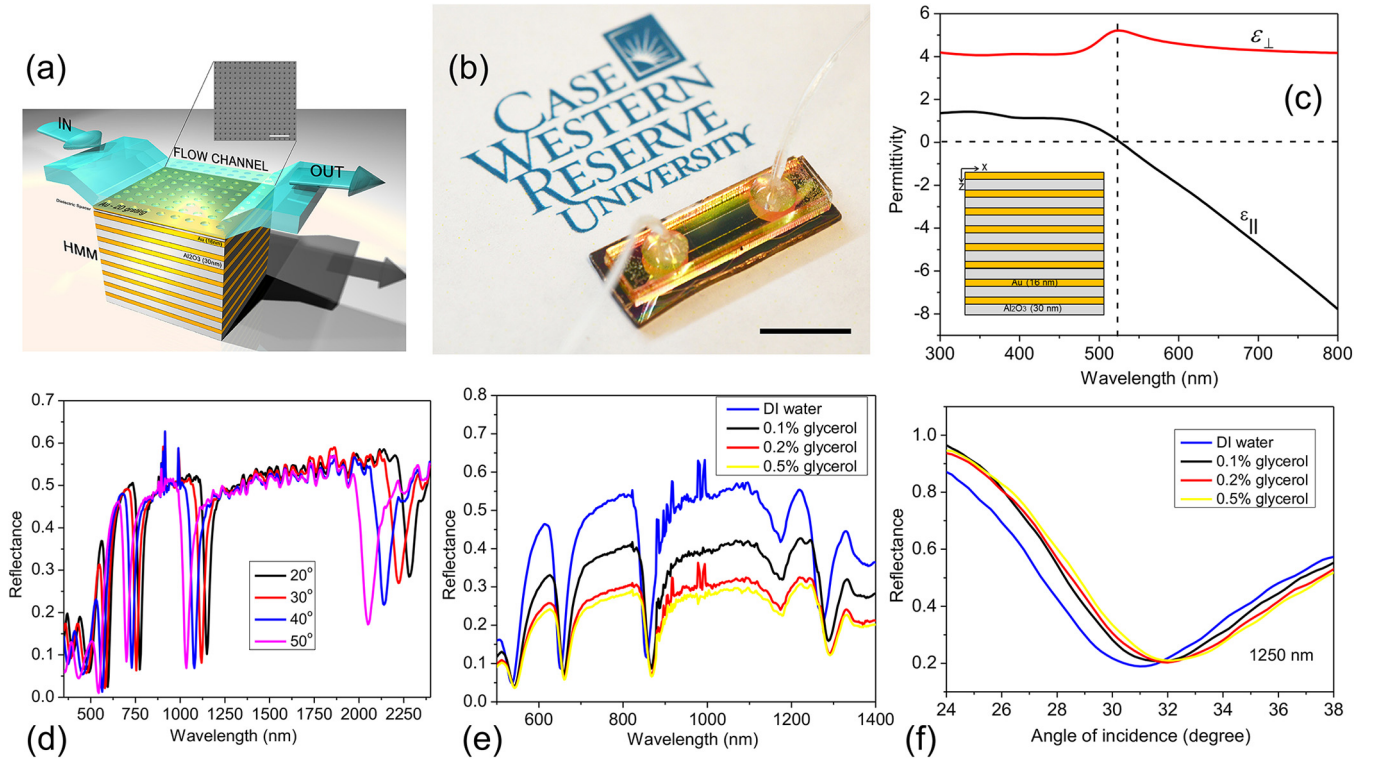 (a)
IN
FLOW CHANNEL
OUT
Dielectric Spacer
Au - 2D grating
Au (16nm)
HMM
Al2O3 (30nm)
(b)
CASE
WESTERN
RESERVE
UNIVERSITY
(c)
6
4
2
0
-2
-4
-6
-8
Permittivity
ε⊥
ε||
X
Z
Au (16 nm)
Al2O3 (30 nm)
300 400 500 600 700 800
Wavelength (nm)
0.7
0.6
0.5
0.4
0.3
0.2
0.1
0.0
Reflectance
20°
30°
40°
50°
500 750 1000 1250 1500 1750 2000 2250
Wavelength (nm)
(d)
0.8
0.7
0.6
0.5
0.4
0.3
0.2
0.1
0.0
Reflectance
DI water
0.1% glycerol
0.2% glycerol
0.5% glycerol
600 800 1000 1200 1400
Wavelength (nm)
(e)
1.0
0.8
0.6
0.4
0.2
Reflectance
DI water
0.1% glycerol
0.2% glycerol
0.5% glycerol
1250 nm
24 26 28 30 32 34 36 38
Angle of incidence (degree)
(f)